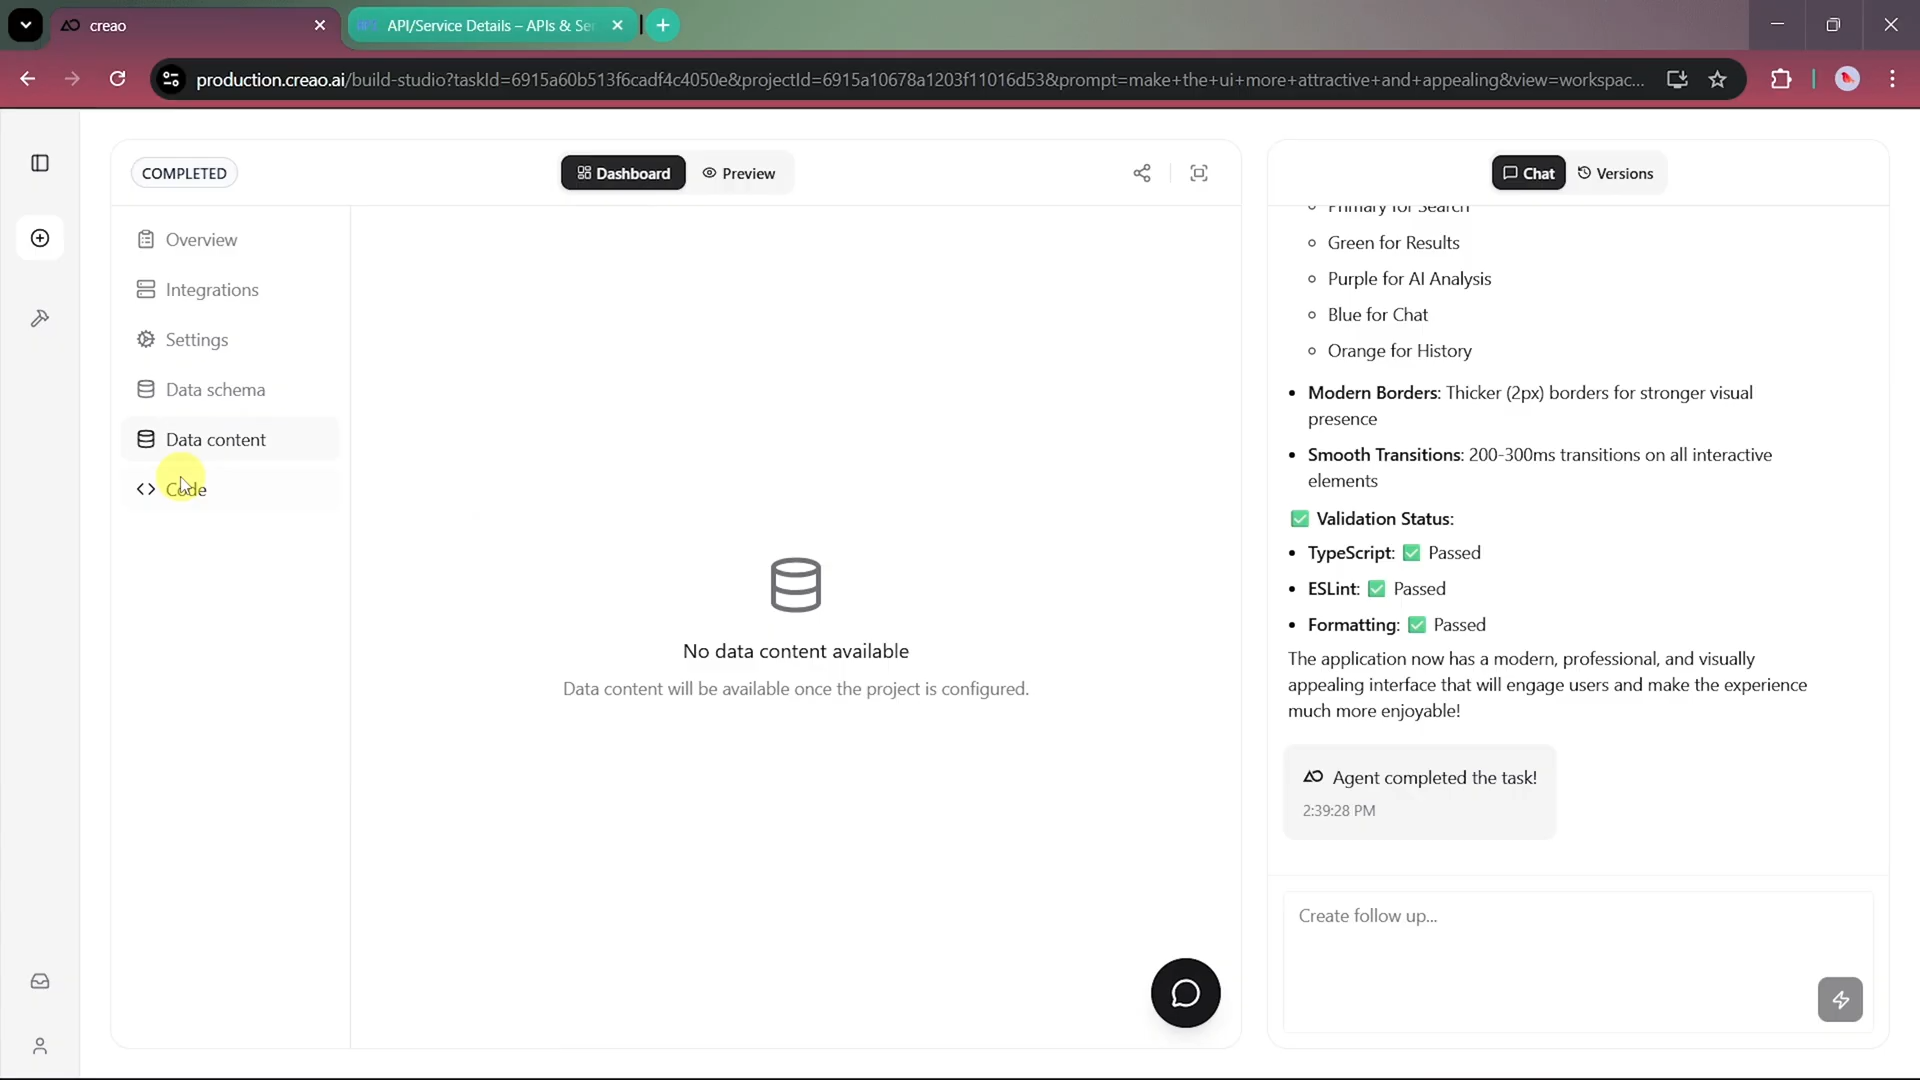 creao
API/Service Details – APIs & Se
production.creao.ai/build-studio?taskId=6915a60b513f6cadf4c4050e&projectId=6915a10678a1203f11016d53&prompt=make+the+ui+more+attractive+and+appealing&view=workspac...
COMPLETED
Dashboard
Preview
Chat
Versions
Overview
Integrations
Settings
Data schema
Data content
Code
No data content available
Data content will be available once the project is configured.
Primary for Search
Green for Results
Purple for AI Analysis
Blue for Chat
Orange for History
Modern Borders: Thicker (2px) borders for stronger visual
presence
Smooth Transitions: 200-300ms transitions on all interactive
elements
✅ Validation Status:
TypeScript: ✅ Passed
ESLint: ✅ Passed
Formatting: ✅ Passed
The application now has a modern, professional, and visually
appealing interface that will engage users and make the experience
much more enjoyable!
Agent completed the task!
2:39:28 PM
Create follow up...